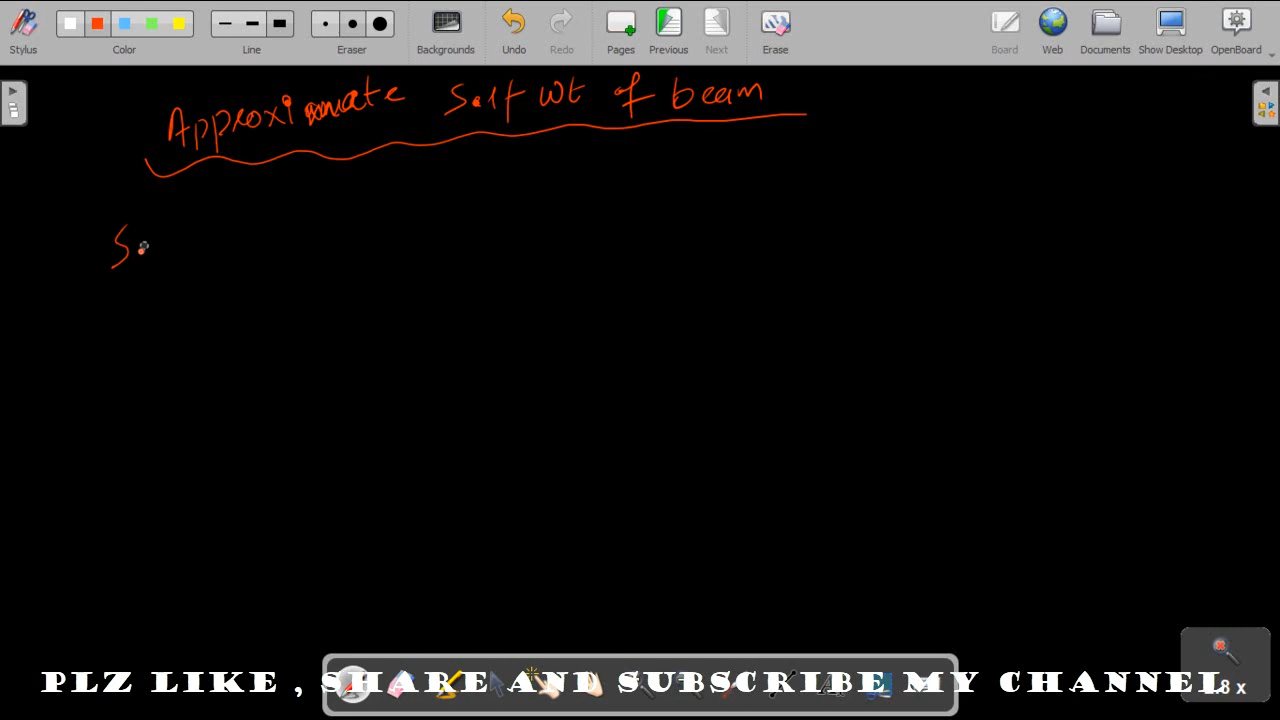 Stylus Color Line Eraser Backgrounds Undo Redo Pages Previous Next Erase Board Web Documents Show Desktop OpenBoard
Approximate Self wt of beam
S
PLZ LIKE , SHARE AND SUBSCRIBE MY CHANNEL